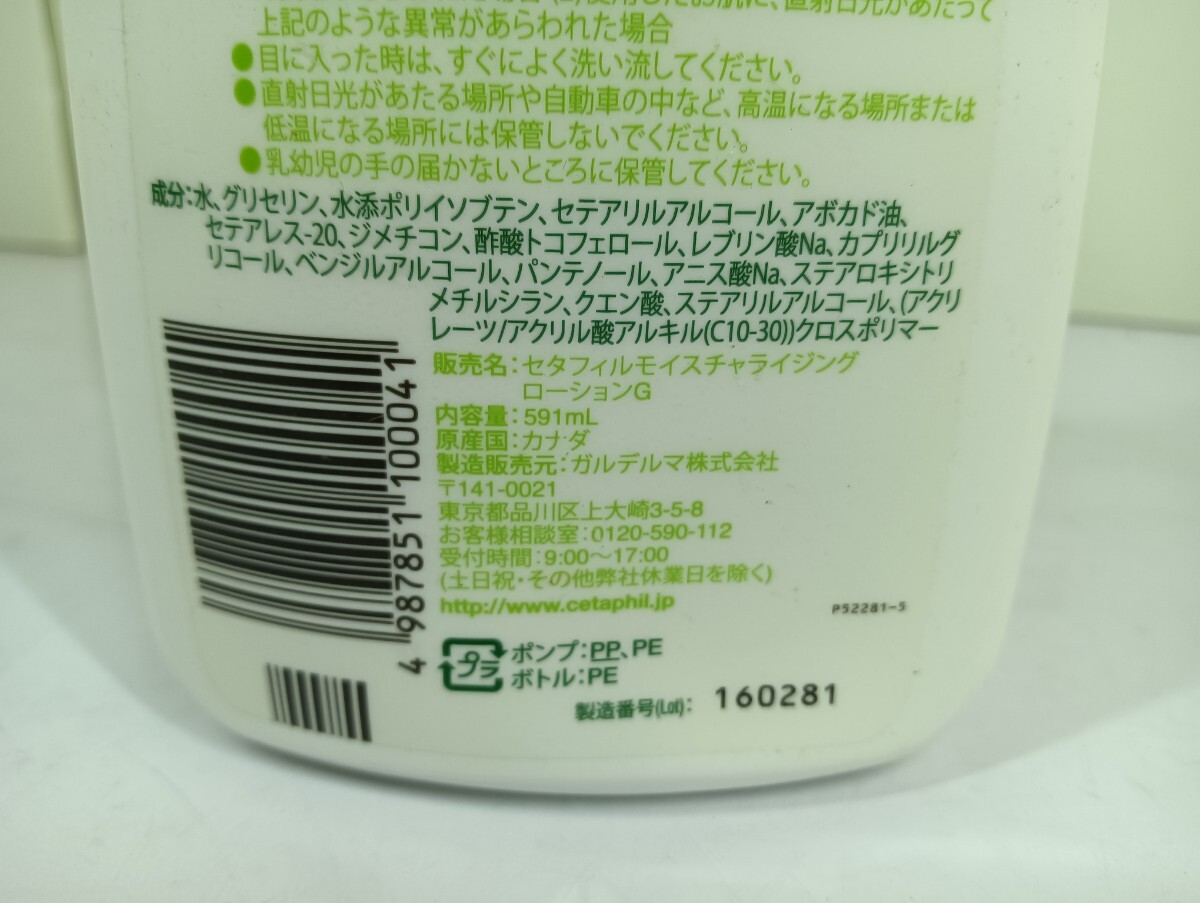 使用したお肌に、直射日光があたって
上記のような異常があらわれた場合
●目に入った時は、すぐによく洗い流してください。
●直射日光があたる場所や自動車の中など、高温になる場所または
低温になる場所には保管しないでください。
●乳幼児の手の届かないところに保管してください。
成分:水、グリセリン、水添ポリイソブテン、セテアリルアルコール、アボカド油、
セテアレス-20、ジメチコン、酢酸トコフェロール、レブリン酸Na、カプリリルグ
リコール、ベンジルアルコール、パンテノール、アニス酸Na、ステアロキシトリ
メチルシラン、クエン酸、ステアリルアルコール、(アクリ
レーツ/アクリル酸アルキル(C10-30))クロスポリマー
販売名:セタフィルモイスチャライジング
ローションG
内容量:591mL
原産国:カナダ
製造販売元:ガルデルマ株式会社
〒141-0021
東京都品川区上大崎3-5-8
お客様相談室:0120-590-112
受付時間:9:00～17:00
(土日祝・その他弊社休業日を除く)
http://www.cetaphil.jp
P52281-5
4 987851 100041
プラ
ポンプ:PP、PE
ボトル:PE
製造番号(Lot): 160281